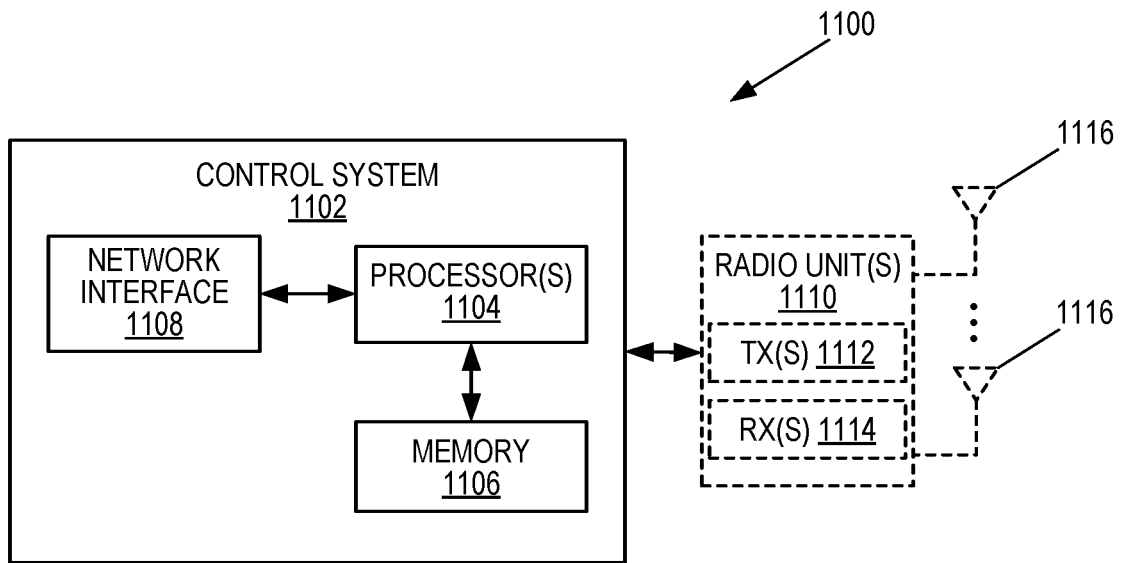 1100
1116
CONTROL SYSTEM
1102
NETWORK
INTERFACE
1108
PROCESSOR(S)
1104
MEMORY
1106
RADIO UNIT(S)
1110
TX(S) 1112
RX(S) 1114
1116